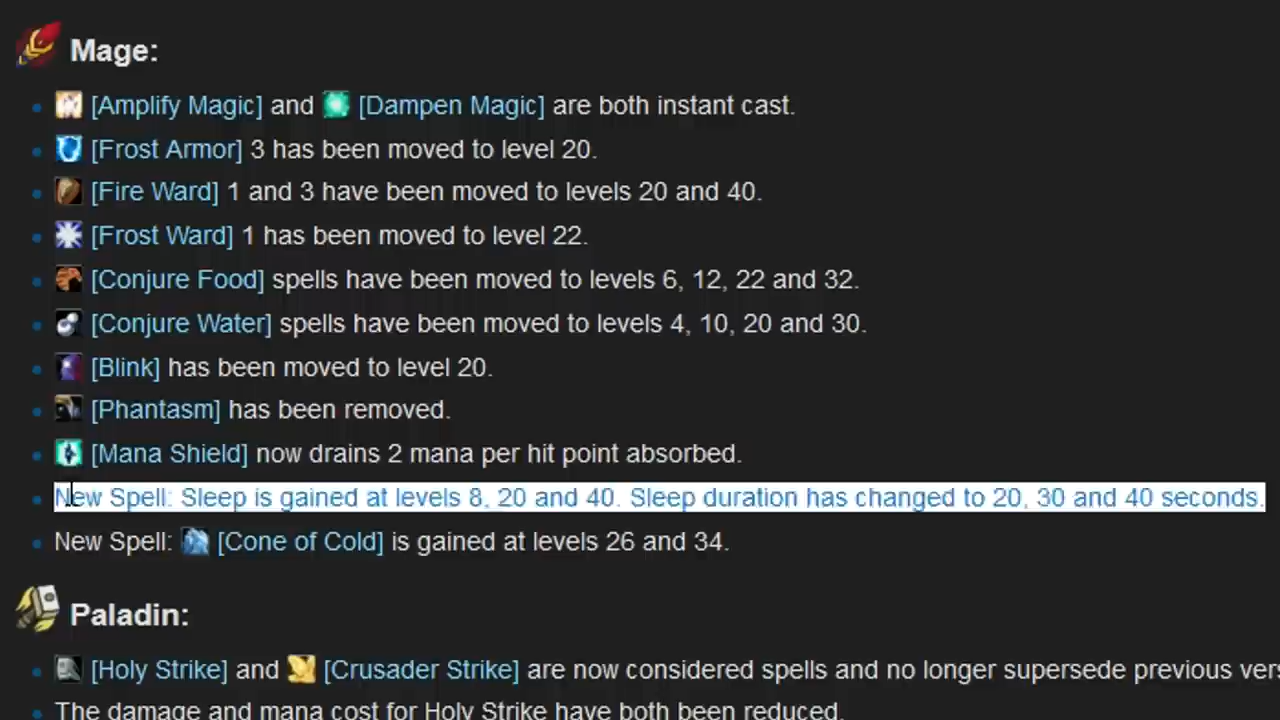 Mage:
[Amplify Magic] and [Dampen Magic] are both instant cast.
[Frost Armor] 3 has been moved to level 20.
[Fire Ward] 1 and 3 have been moved to levels 20 and 40.
[Frost Ward] 1 has been moved to level 22.
[Conjure Food] spells have been moved to levels 6, 12, 22 and 32.
[Conjure Water] spells have been moved to levels 4, 10, 20 and 30.
[Blink] has been moved to level 20.
[Phantasm] has been removed.
[Mana Shield] now drains 2 mana per hit point absorbed.
New Spell: Sleep is gained at levels 8, 20 and 40. Sleep duration has changed to 20, 30 and 40 seconds.
New Spell: [Cone of Cold] is gained at levels 26 and 34.
Paladin:
[Holy Strike] and [Crusader Strike] are now considered spells and no longer supersede previous vers
The damage and mana cost for Holy Strike have both been reduced.